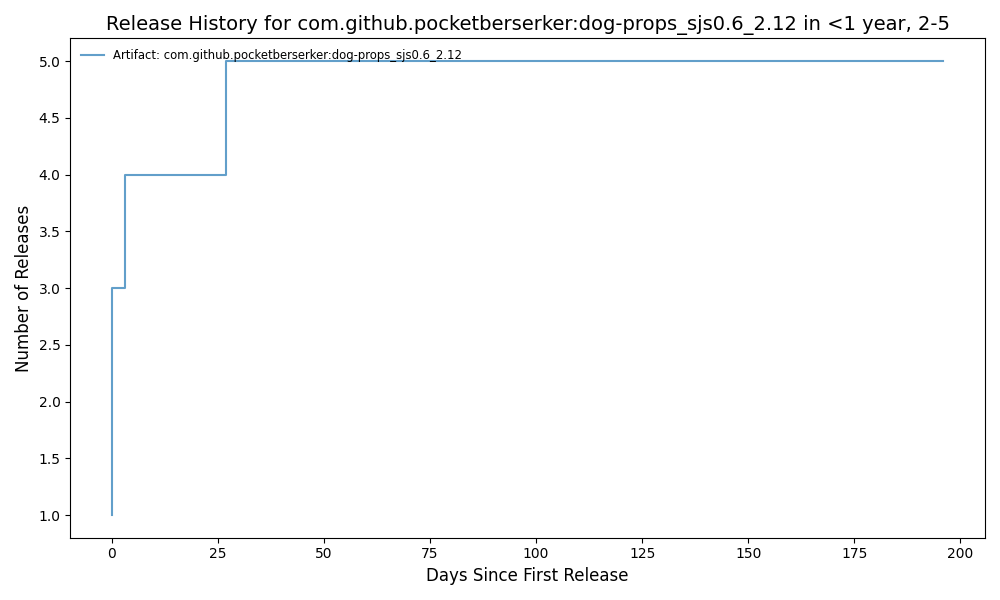 Release History for com.github.pocketberserker:dog-props_sjs0.6_2.12 in <1 year, 2-5
Artifact: com.github.pocketberserker:dog-props_sjs0.6_2.12
5.0
4.5
4.0
3.5
3.0
2.5
2.0
1.5
1.0
Number of Releases
0 25 50 75 100 125 150 175 200
Days Since First Release